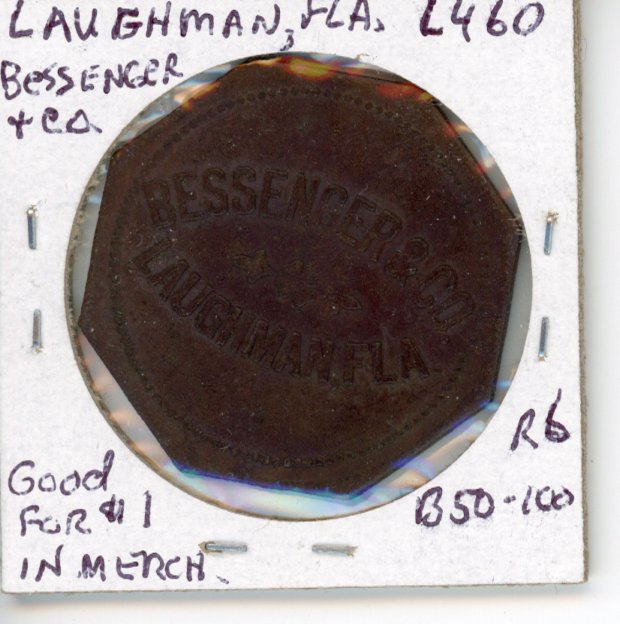 LAUGHMAN, FLA. L460
BESSENGER
+ CO.
BESSENGER & CO.
LAUGHMAN FLA.
R6
GOOD
FOR $1
IN MERCH.
B50-100